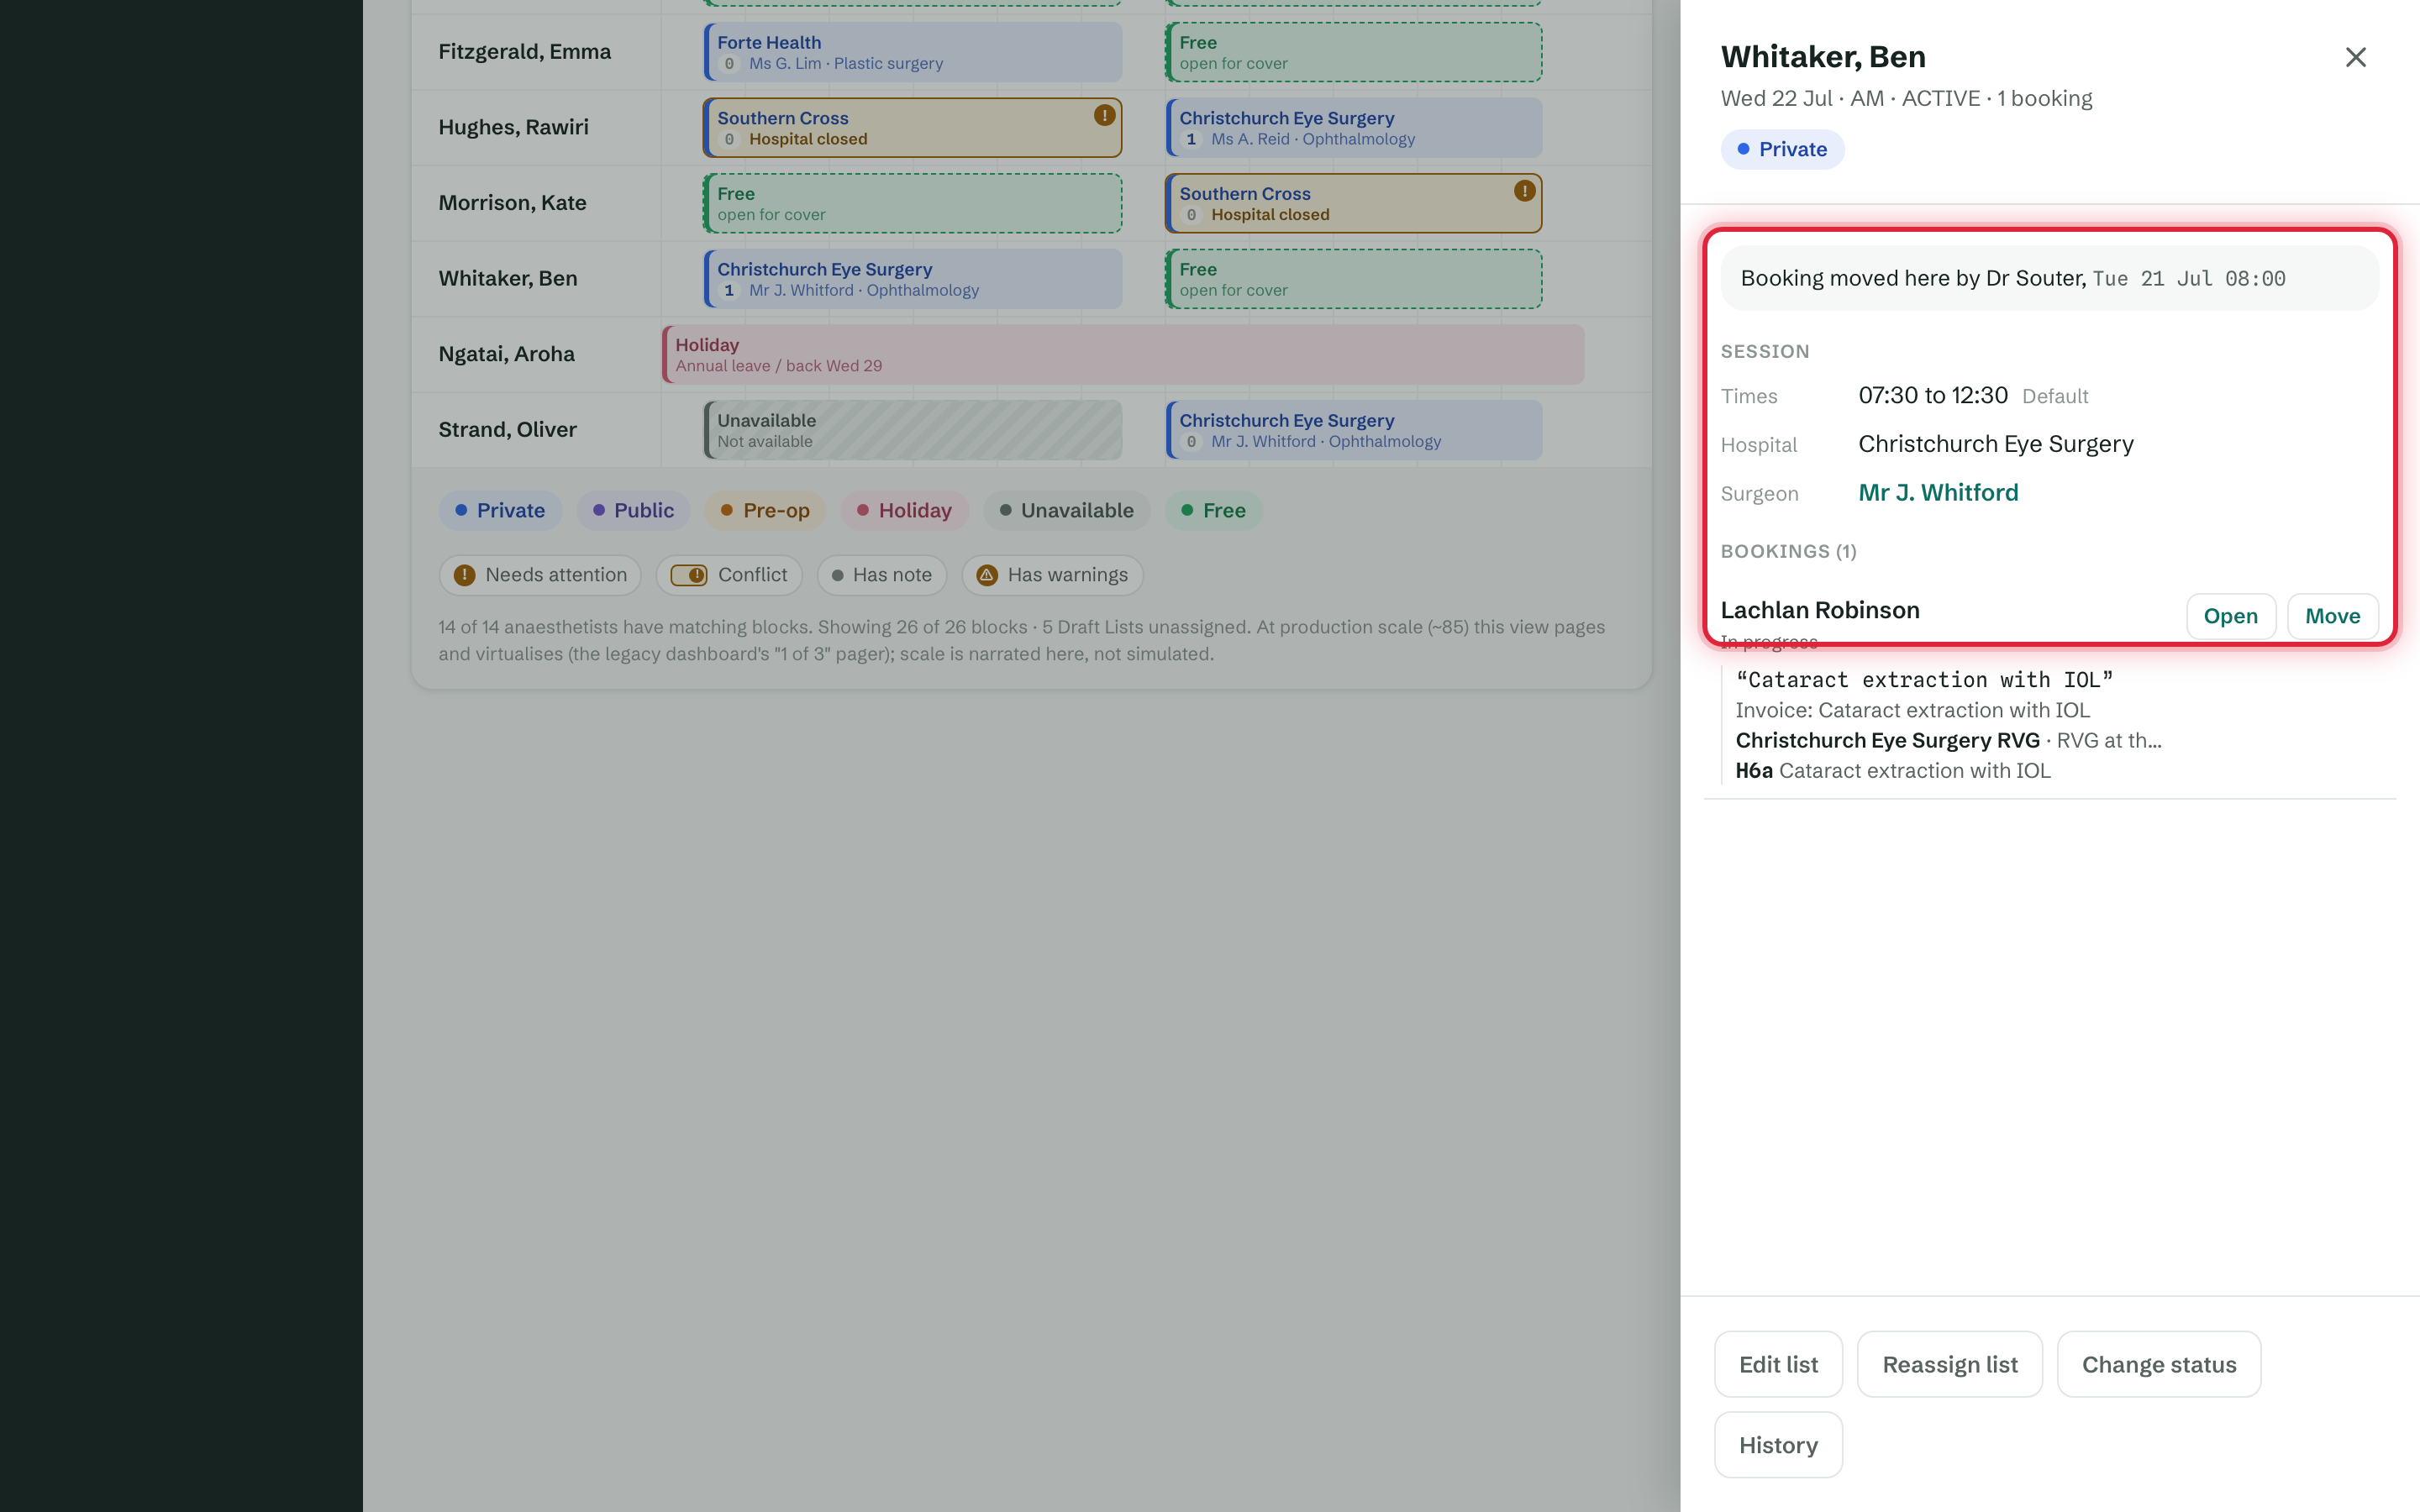 Fitzgerald, Emma
Forte Health
0 Ms G. Lim · Plastic surgery
Free
open for cover
Hughes, Rawiri
Southern Cross
0 Hospital closed
!
Christchurch Eye Surgery
1 Ms A. Reid · Ophthalmology
Morrison, Kate
Free
open for cover
Southern Cross
0 Hospital closed
!
Whitaker, Ben
Christchurch Eye Surgery
1 Mr J. Whitford · Ophthalmology
Free
open for cover
Ngatai, Aroha
Holiday
Annual leave / back Wed 29
Strand, Oliver
Unavailable
Not available
Christchurch Eye Surgery
0 Mr J. Whitford · Ophthalmology
Private Public Pre-op Holiday Unavailable Free
! Needs attention ! Conflict Has note Has warnings
14 of 14 anaesthetists have matching blocks. Showing 26 of 26 blocks · 5 Draft Lists unassigned. At production scale (~85) this view pages
and virtualises (the legacy dashboard's "1 of 3" pager); scale is narrated here, not simulated.
Whitaker, Ben
Wed 22 Jul · AM · ACTIVE · 1 booking
Private
Booking moved here by Dr Souter, Tue 21 Jul 08:00
SESSION
Times 07:30 to 12:30 Default
Hospital Christchurch Eye Surgery
Surgeon Mr J. Whitford
BOOKINGS (1)
Lachlan Robinson Open Move
In progress
“Cataract extraction with IOL”
Invoice: Cataract extraction with IOL
Christchurch Eye Surgery RVG · RVG at th...
H6a Cataract extraction with IOL
Edit list Reassign list Change status
History